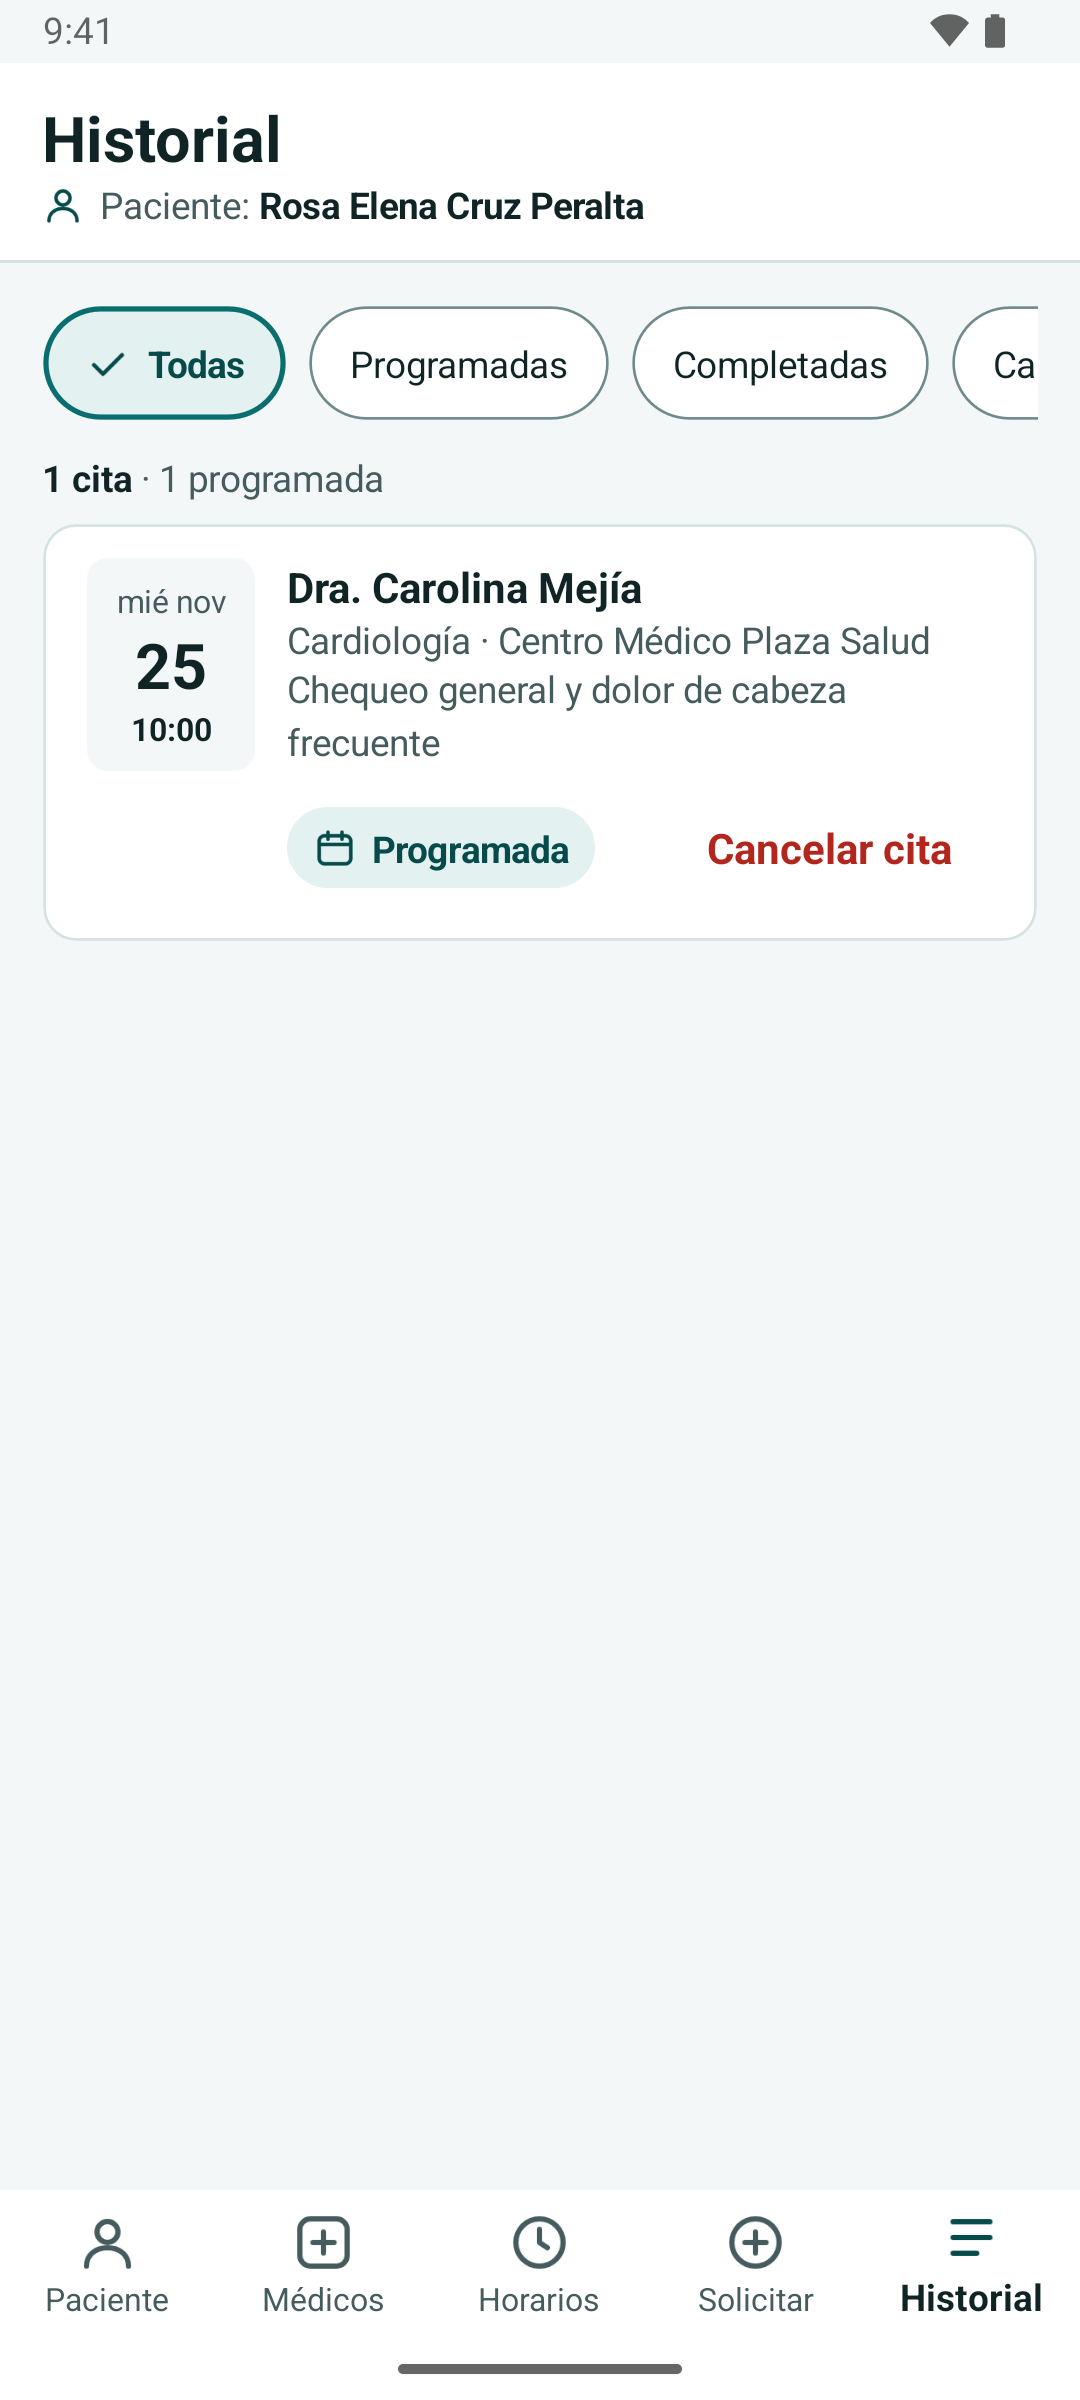 9:41
Historial
Paciente: Rosa Elena Cruz Peralta
Todas
Programadas
Completadas
Ca
1 cita · 1 programada
mié nov
25
10:00
Dra. Carolina Mejía
Cardiología · Centro Médico Plaza Salud
Chequeo general y dolor de cabeza
frecuente
Programada
Cancelar cita
Paciente
Médicos
Horarios
Solicitar
Historial